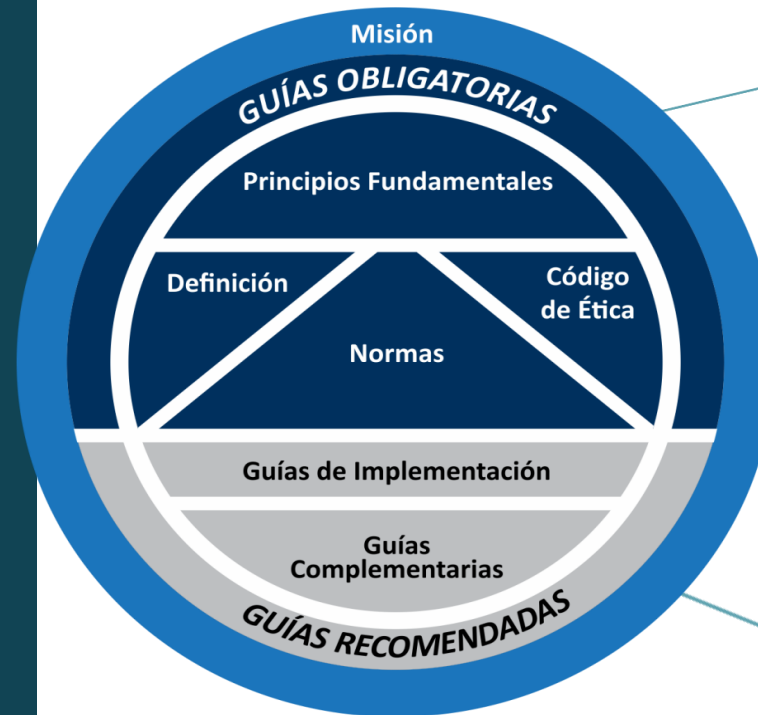 Misión
GUÍAS OBLIGATORIAS
Principios Fundamentales
Definición
Código
de Ética
Normas
Guías de Implementación
Guías
Complementarias
GUÍAS RECOMENDADAS